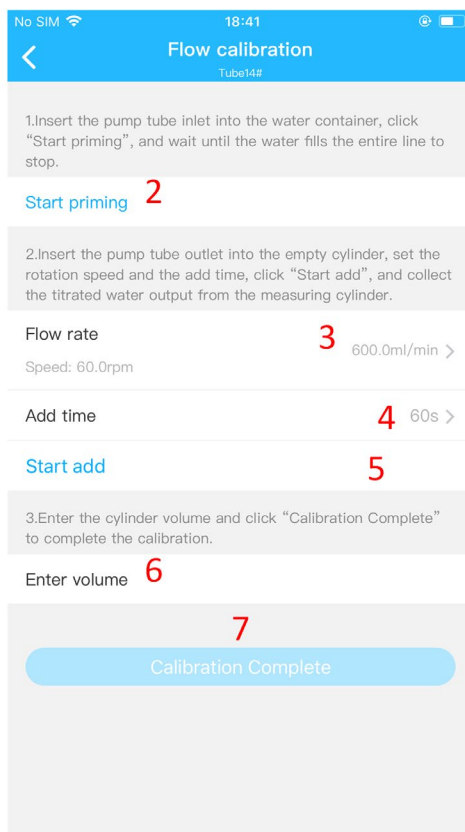 No SIM 18:41
Flow calibration
Tube14#
1.Insert the pump tube inlet into the water container, click
“Start priming”, and wait until the water fills the entire line to
stop.
Start priming 2
2.Insert the pump tube outlet into the empty cylinder, set the
rotation speed and the add time, click “Start add”, and collect
the titrated water output from the measuring cylinder.
Flow rate 3 600.0ml/min
Speed: 60.0rpm
Add time 4 60s
Start add 5
3.Enter the cylinder volume and click “Calibration Complete”
to complete the calibration.
Enter volume 6
7
Calibration Complete